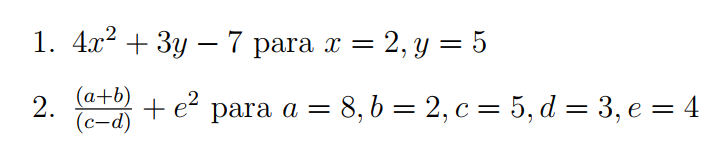 1. 4x² + 3y − 7 para x = 2, y = 5
2. (a+b)/(c−d) + e² para a = 8, b = 2, c = 5, d = 3, e = 4